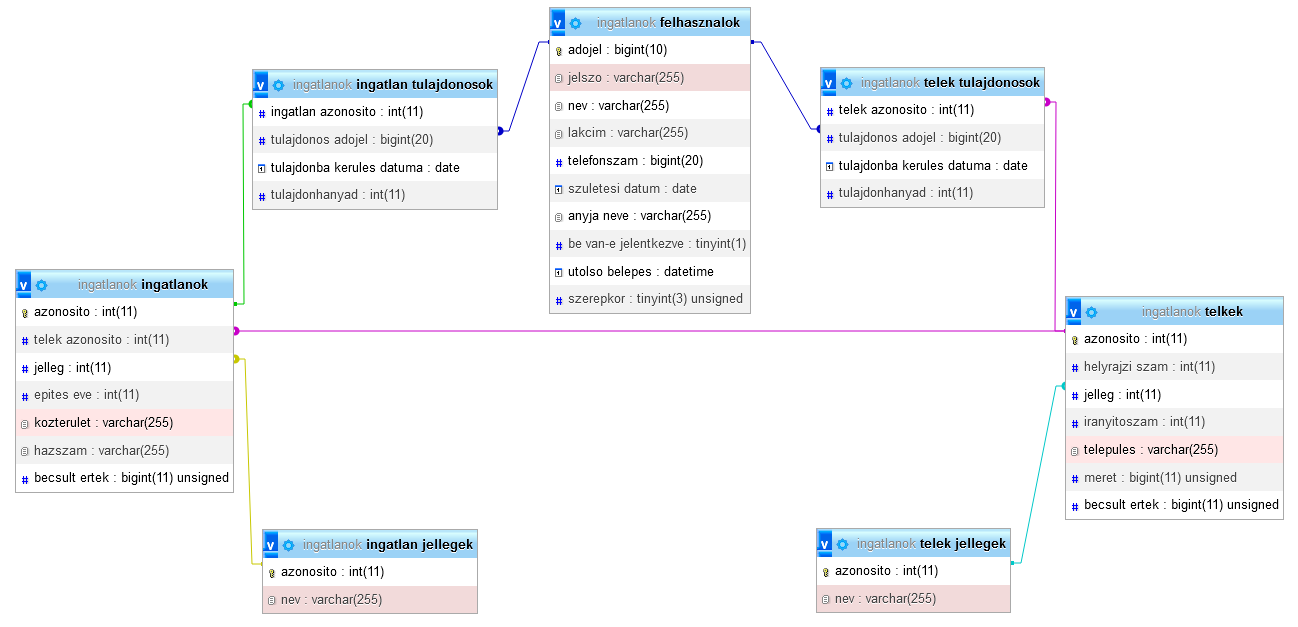 ingatlanok felhasznalok
adojel : bigint(10)
jelszo : varchar(255)
nev : varchar(255)
lakcim : varchar(255)
telefonszam : bigint(20)
szuletesi datum : date
anyja neve : varchar(255)
be van-e jelentkezve : tinyint(1)
utolso belepes : datetime
szerepkor : tinyint(3) unsigned
ingatlanok ingatlan tulajdonosok
ingatlan azonosito : int(11)
tulajdonos adojel : bigint(20)
tulajdonba kerules datuma : date
tulajdonhanyad : int(11)
ingatlanok telek tulajdonosok
telek azonosito : int(11)
tulajdonos adojel : bigint(20)
tulajdonba kerules datuma : date
tulajdonhanyad : int(11)
ingatlanok ingatlanok
azonosito : int(11)
telek azonosito : int(11)
jelleg : int(11)
epites eve : int(11)
kozterulet : varchar(255)
hazszam : varchar(255)
becsult ertek : bigint(11) unsigned
ingatlanok telkek
azonosito : int(11)
helyrajzi szam : int(11)
jelleg : int(11)
iranyitoszam : int(11)
telepules : varchar(255)
meret : bigint(11) unsigned
becsult ertek : bigint(11) unsigned
ingatlanok ingatlan jellegek
azonosito : int(11)
nev : varchar(255)
ingatlanok telek jellegek
azonosito : int(11)
nev : varchar(255)